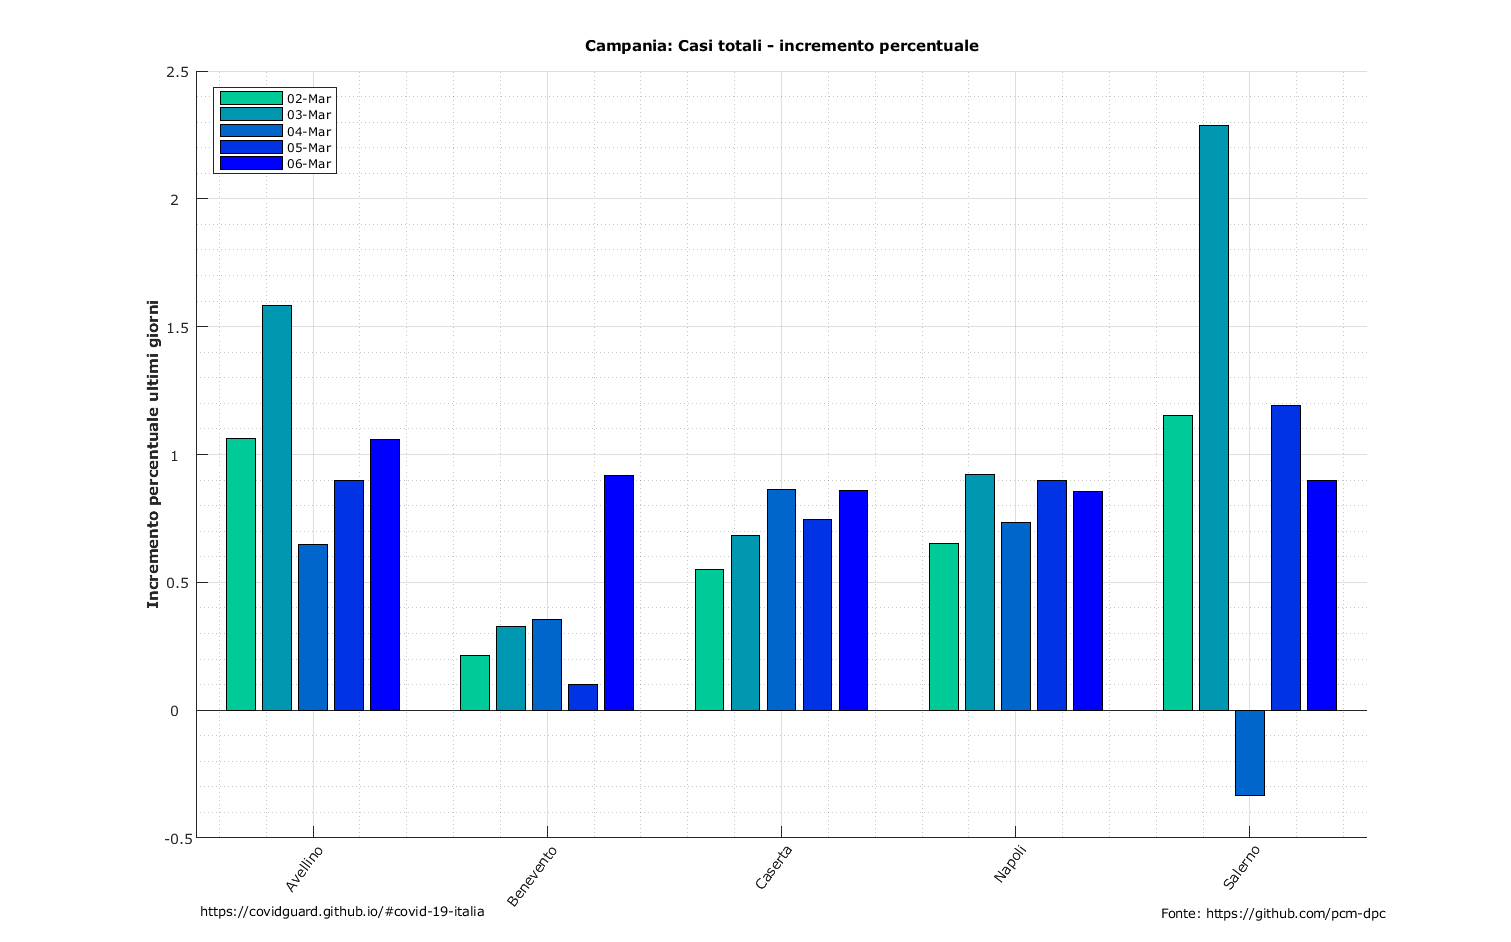 Campania: Casi totali - incremento percentuale
02-Mar
03-Mar
04-Mar
05-Mar
06-Mar
Incremento percentuale ultimi giorni
2.5
2
1.5
1
0.5
0
-0.5
Avellino
Benevento
Caserta
Napoli
Salerno
https://covidguard.github.io/#covid-19-italia
Fonte: https://github.com/pcm-dpc